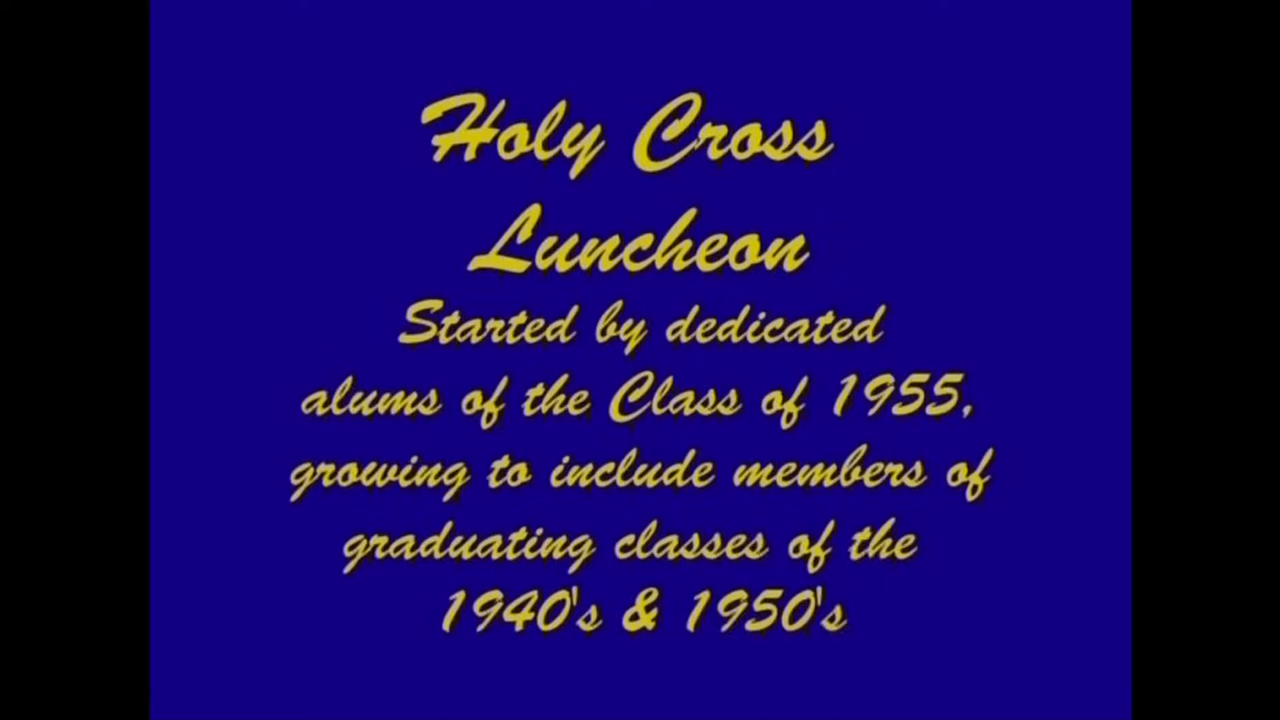 Holy Cross
Luncheon
Started by dedicated
alums of the Class of 1955,
growing to include members of
graduating classes of the
1940's & 1950's